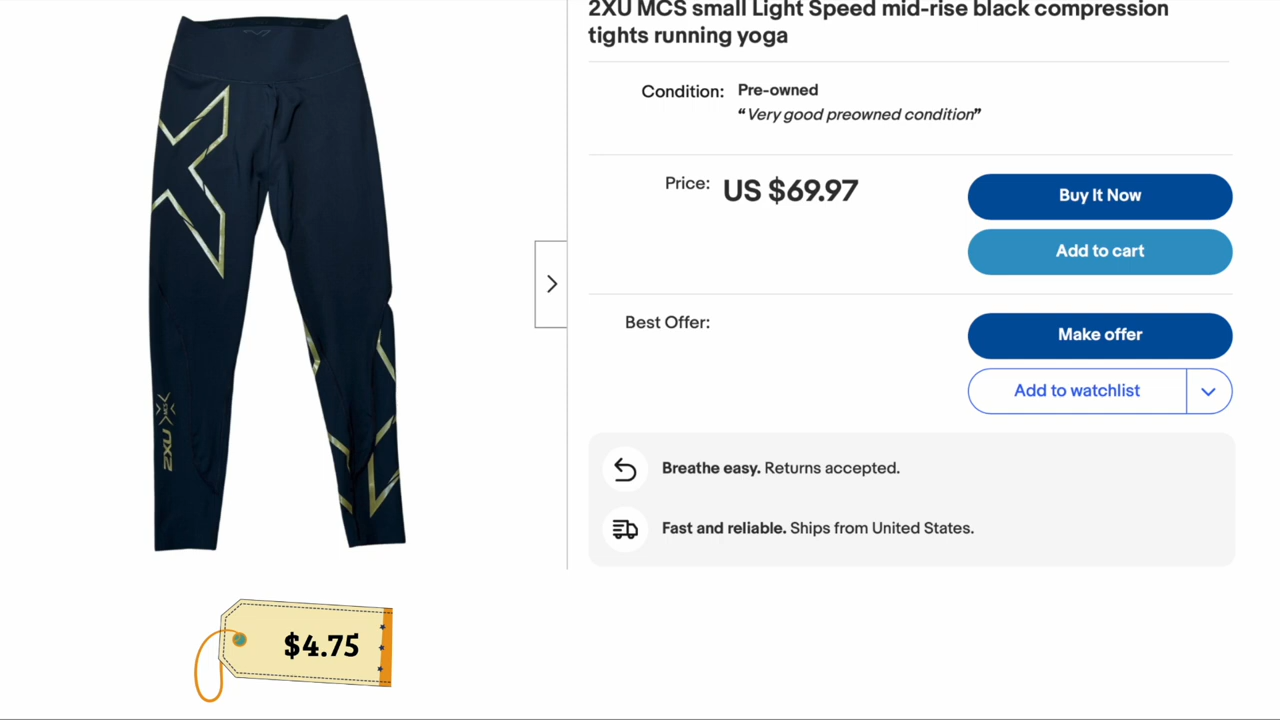 2XU MCS small Light Speed mid-rise black compression
tights running yoga
Condition: Pre-owned
“Very good preowned condition”
Price: US $69.97
Buy It Now
Add to cart
Best Offer:
Make offer
Add to watchlist
Breathe easy. Returns accepted.
Fast and reliable. Ships from United States.
MCS
2XU
$4.75